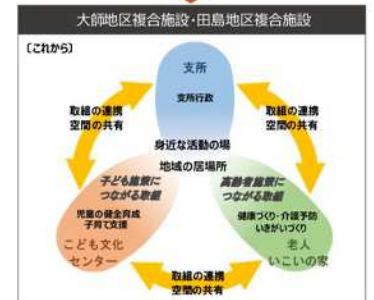 大師地区複合施設・田島地区複合施設
〔これから〕
支所
支所行政
取組の連携
空間の共有
取組の連携
空間の共有
身近な活動の場
地域の居場所
子ども施策に
つながる取組
高齢者施策に
つながる取組
児童の健全育成
子育て支援
健康づくり・介護予防
いきがいづくり
こども文化
センター
老人
いこいの家
取組の連携
空間の共有